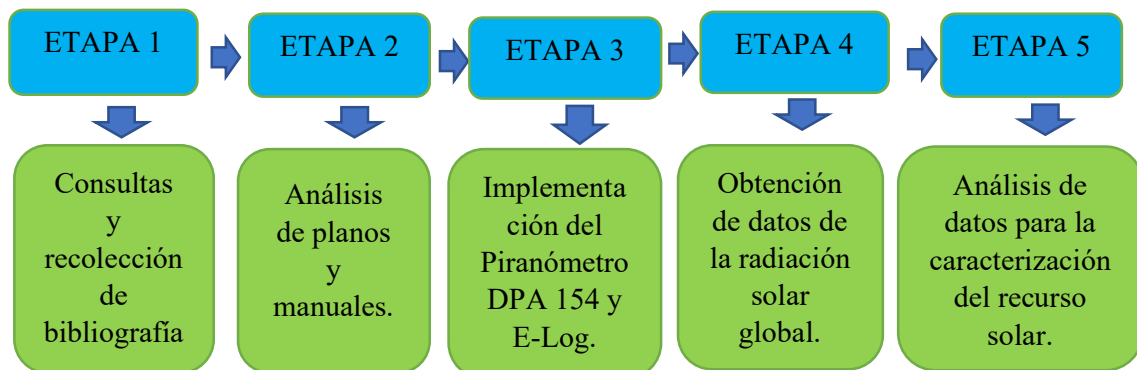 ETAPA 1
ETAPA 2
ETAPA 3
ETAPA 4
ETAPA 5
Consultas
y
recolección
de
bibliografía
Análisis
de planos
y
manuales.
Implementa
ción del
Piranómetro
DPA 154 y
E-Log.
Obtención
de datos de
la radiación
solar
global.
Análisis de
datos para la
caracterización
del recurso
solar.